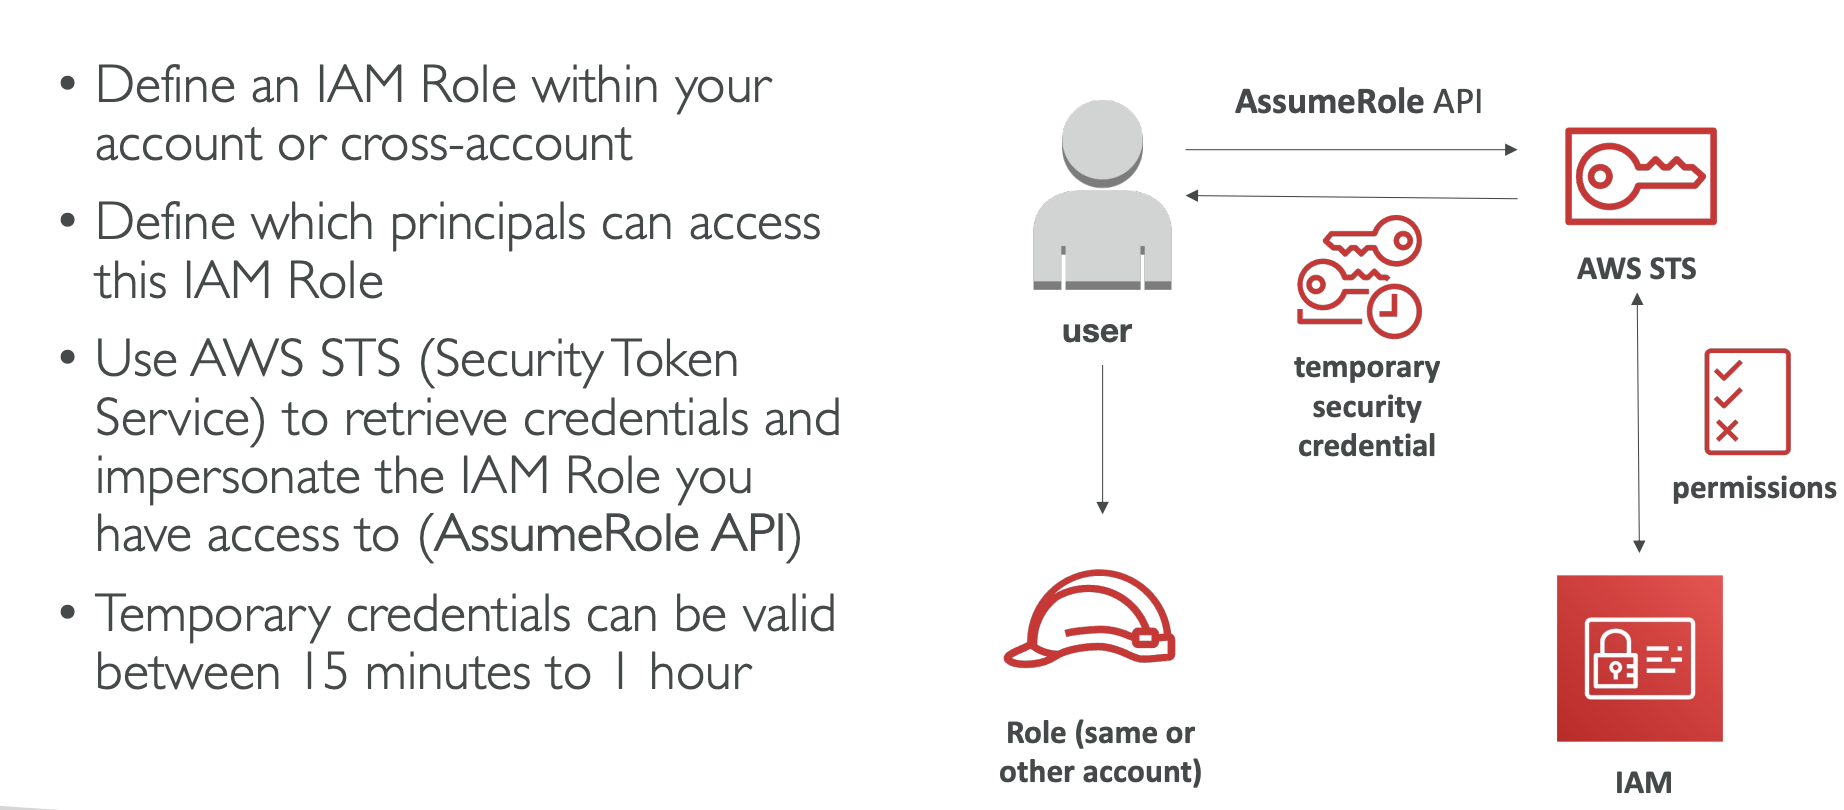 • Define an IAM Role within your
account or cross-account
• Define which principals can access
this IAM Role
• Use AWS STS (Security Token
Service) to retrieve credentials and
impersonate the IAM Role you
have access to (AssumeRole API)
• Temporary credentials can be valid
between 15 minutes to 1 hour
AssumeRole API
AWS STS
user
temporary
security
credential
permissions
Role (same or
other account)
IAM